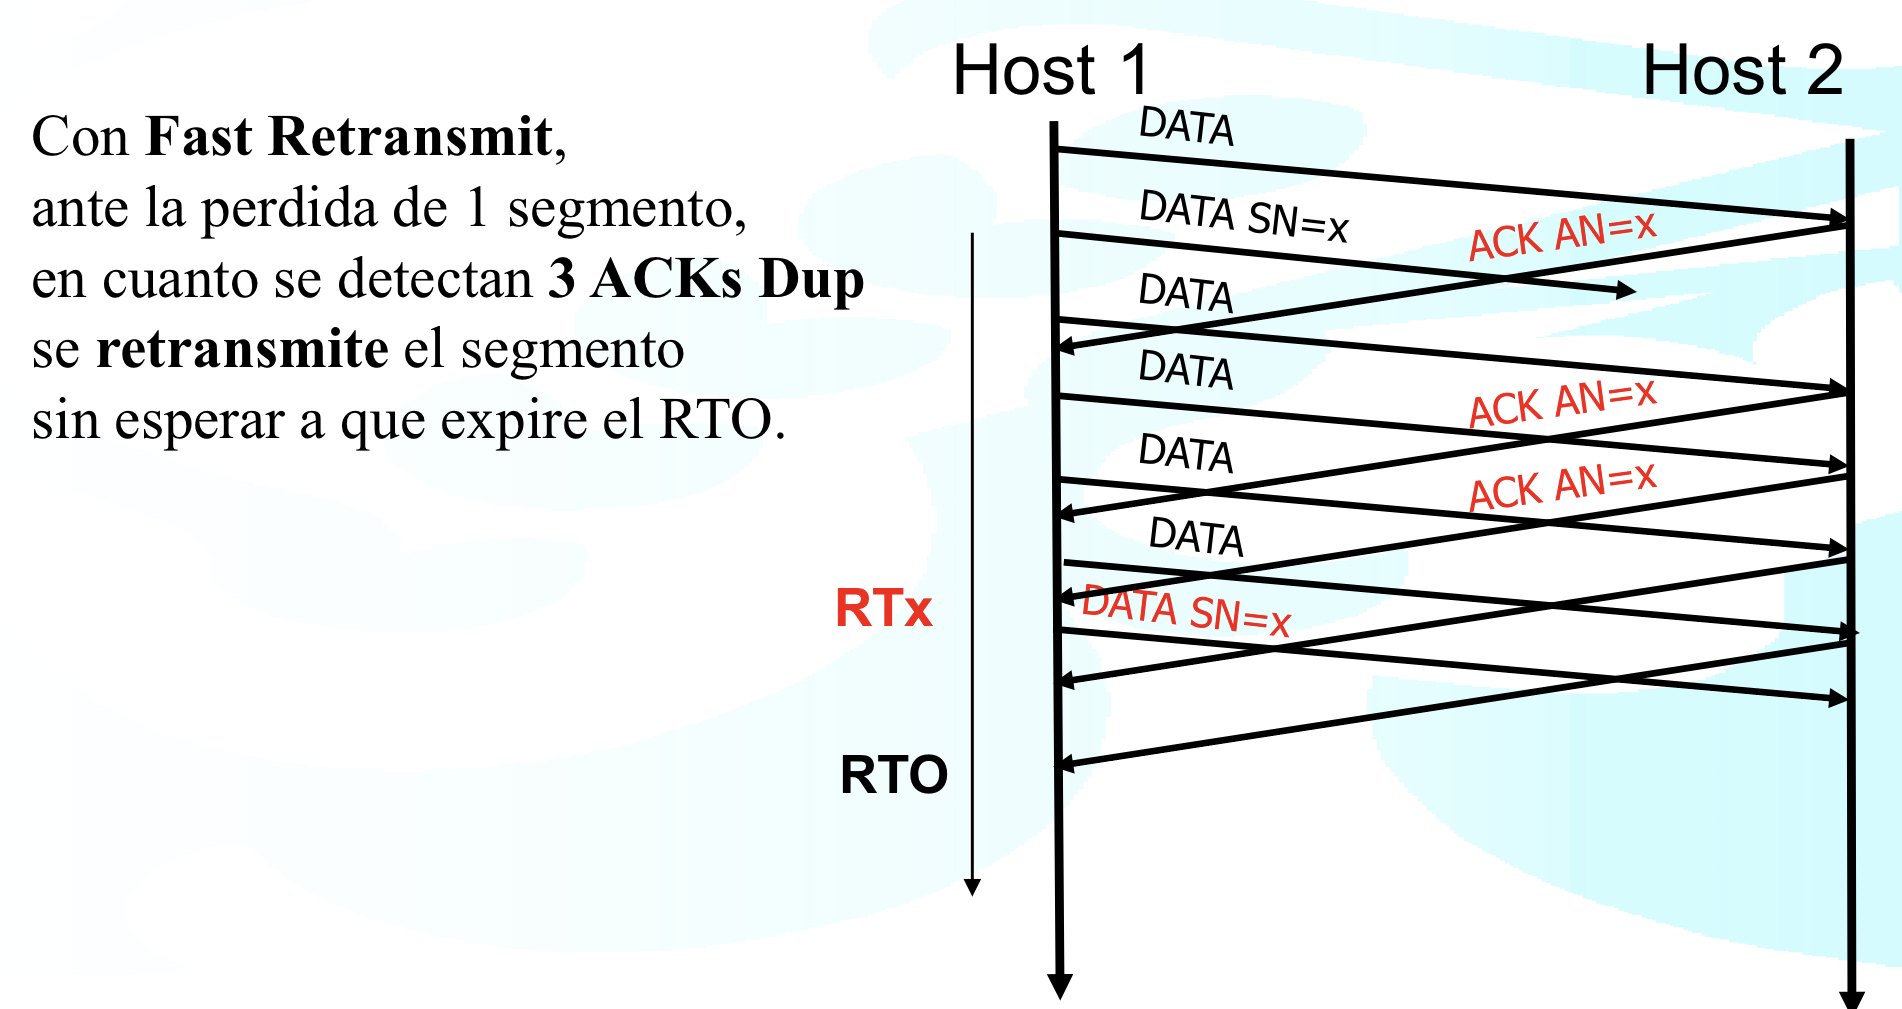 Host 1
Host 2
Con Fast Retransmit,
ante la perdida de 1 segmento,
en cuanto se detectan 3 ACKs Dup
se retransmite el segmento
sin esperar a que expire el RTO.
DATA
DATA SN=x
ACK AN=x
DATA
DATA
ACK AN=x
DATA
ACK AN=x
DATA
RTx
DATA SN=x
RTO